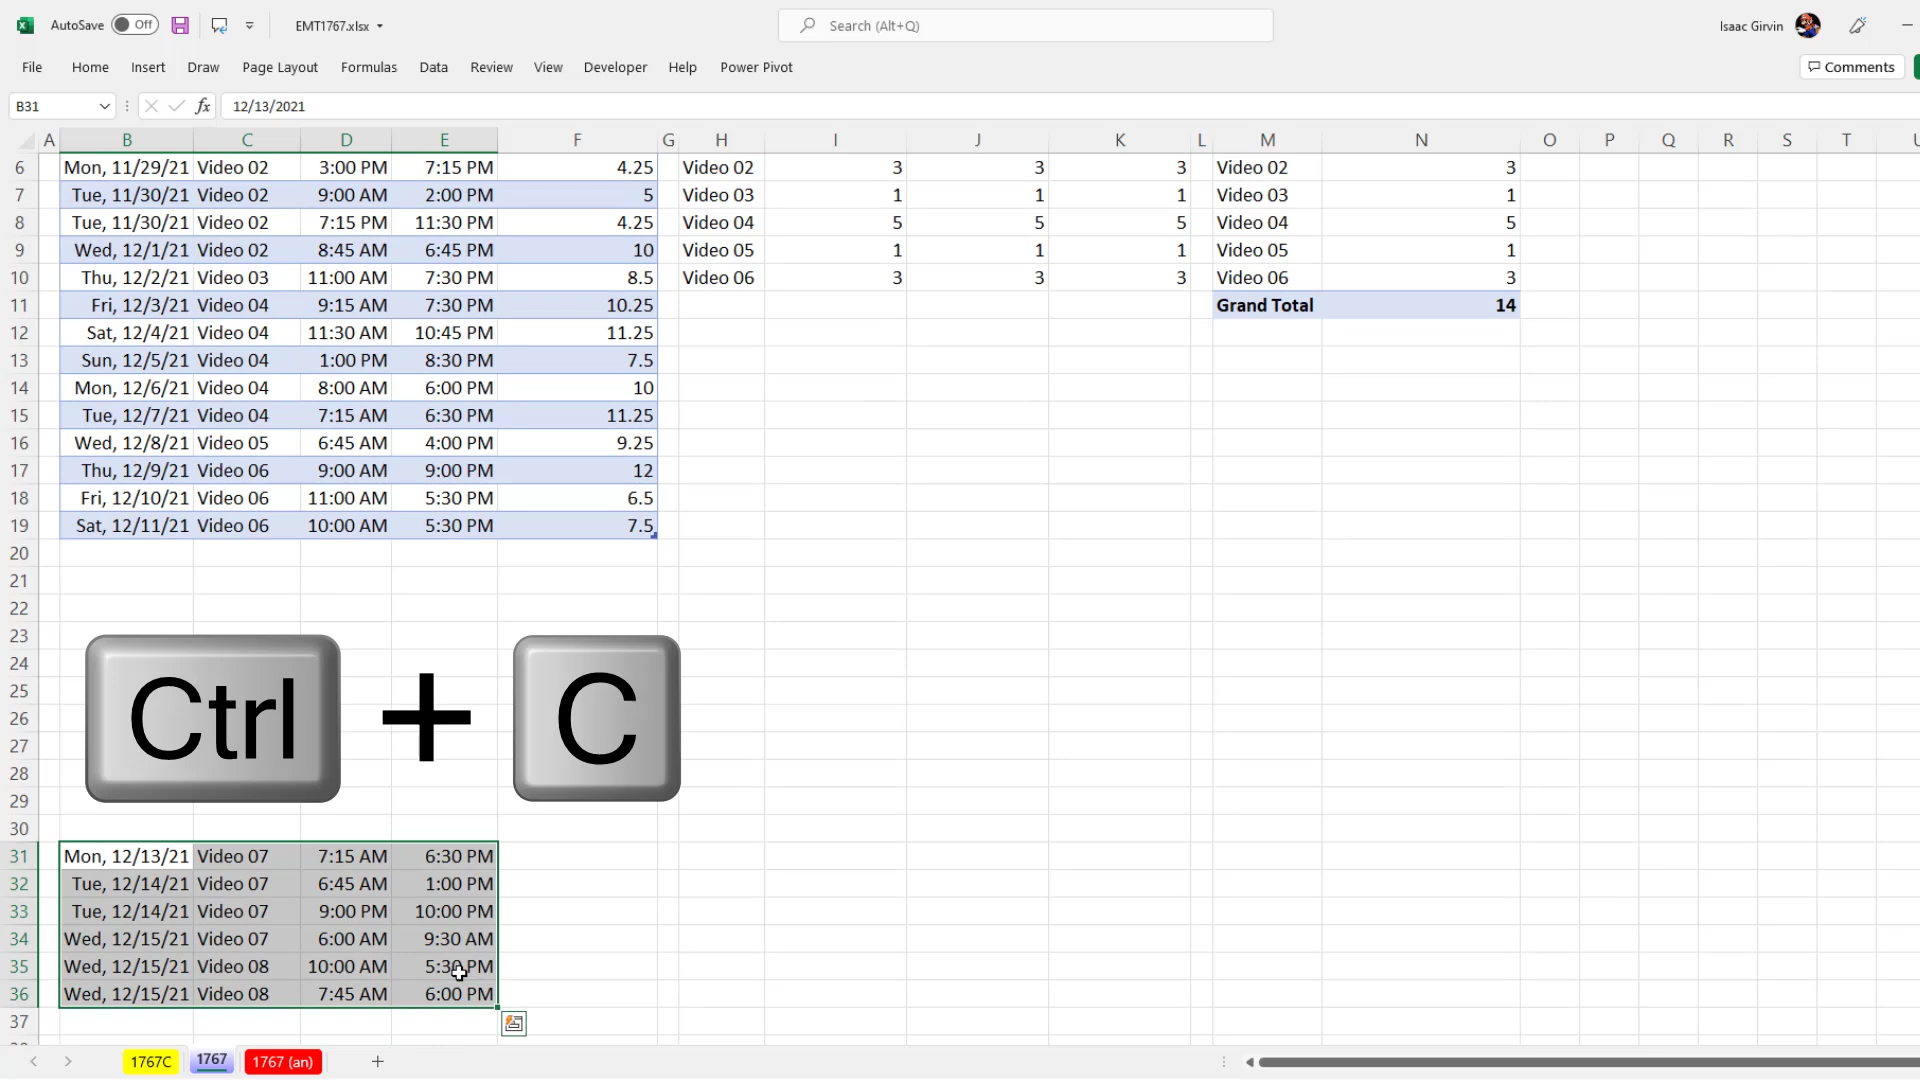 AutoSave Off EMT1767.xlsx Search (Alt+Q) Isaac Girvin
File Home Insert Draw Page Layout Formulas Data Review View Developer Help Power Pivot Comments
B31 fx 12/13/2021
A B C D E F G H I J K L M N O P Q R S T U
6 Mon, 11/29/21 Video 02 3:00 PM 7:15 PM 4.25 Video 02 3 3 3 Video 02 3
7 Tue, 11/30/21 Video 02 9:00 AM 2:00 PM 5 Video 03 1 1 1 Video 03 1
8 Tue, 11/30/21 Video 02 7:15 PM 11:30 PM 4.25 Video 04 5 5 5 Video 04 5
9 Wed, 12/1/21 Video 02 8:45 AM 6:45 PM 10 Video 05 1 1 1 Video 05 1
10 Thu, 12/2/21 Video 03 11:00 AM 7:30 PM 8.5 Video 06 3 3 3 Video 06 3
11 Fri, 12/3/21 Video 04 9:15 AM 7:30 PM 10.25 Grand Total 14
12 Sat, 12/4/21 Video 04 11:30 AM 10:45 PM 11.25
13 Sun, 12/5/21 Video 04 1:00 PM 8:30 PM 7.5
14 Mon, 12/6/21 Video 04 8:00 AM 6:00 PM 10
15 Tue, 12/7/21 Video 04 7:15 AM 6:30 PM 11.25
16 Wed, 12/8/21 Video 05 6:45 AM 4:00 PM 9.25
17 Thu, 12/9/21 Video 06 9:00 AM 9:00 PM 12
18 Fri, 12/10/21 Video 06 11:00 AM 5:30 PM 6.5
19 Sat, 12/11/21 Video 06 10:00 AM 5:30 PM 7.5
20
21
22
23
24
25
26 Ctrl + C
27
28
29
30
31 Mon, 12/13/21 Video 07 7:15 AM 6:30 PM
32 Tue, 12/14/21 Video 07 6:45 AM 1:00 PM
33 Tue, 12/14/21 Video 07 9:00 PM 10:00 PM
34 Wed, 12/15/21 Video 07 6:00 AM 9:30 AM
35 Wed, 12/15/21 Video 08 10:00 AM 5:30 PM
36 Wed, 12/15/21 Video 08 7:45 AM 6:00 PM
37
1767C 1767 1767 (an)